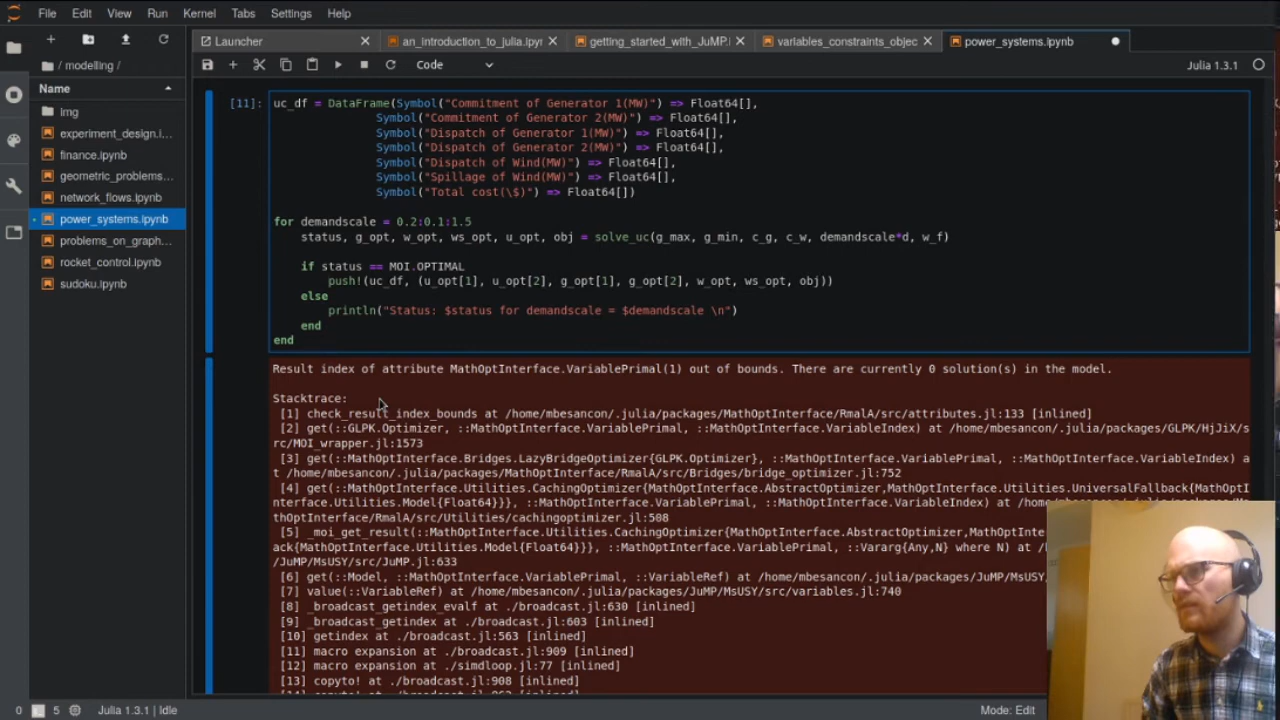 File Edit View Run Kernel Tabs Settings Help
Launcher an_introduction_to_julia.ipyr getting_started_with_JuMP. variables_constraints_objec power_systems.ipynb
Code Julia 1.3.1
/ modelling /
Name
Img
experiment_design.i...
finance.ipynb
geometric_problems...
network_flows.ipynb
power_systems.ipynb
problems_on_graph...
rocket_control.ipynb
sudoku.ipynb
[11]: uc_df = DataFrame(Symbol("Commitment of Generator 1(MW)") => Float64[],
Symbol("Commitment of Generator 2(MW)") => Float64[],
Symbol("Dispatch of Generator 1(MW)") => Float64[],
Symbol("Dispatch of Generator 2(MW)") => Float64[],
Symbol("Dispatch of Wind(MW)") => Float64[],
Symbol("Spillage of Wind(MW)") => Float64[],
Symbol("Total cost(\$)") => Float64[])
for demandscale = 0.2:0.1:1.5
status, g_opt, w_opt, ws_opt, u_opt, obj = solve_uc(g_max, g_min, c_g, c_w, demandscale*d, w_f)
if status == MOI.OPTIMAL
push!(uc_df, (u_opt[1], u_opt[2], g_opt[1], g_opt[2], w_opt, ws_opt, obj))
else
println("Status: $status for demandscale = $demandscale \n")
end
end
Result index of attribute MathOptInterface.VariablePrimal(1) out of bounds. There are currently 0 solution(s) in the model.
Stacktrace:
[1] check_result_index_bounds at /home/mbesancon/.julia/packages/MathOptInterface/RmalA/src/attributes.jl:133 [inlined]
[2] get(::GLPK.Optimizer, ::MathOptInterface.VariablePrimal, ::MathOptInterface.VariableIndex) at /home/mbesancon/.julia/packages/GLPK/HjJiX/s
rc/MOI_wrapper.jl:1573
[3] get(::MathOptInterface.Bridges.LazyBridgeOptimizer{GLPK.Optimizer}, ::MathOptInterface.VariablePrimal, ::MathOptInterface.VariableIndex) a
t /home/mbesancon/.julia/packages/MathOptInterface/RmalA/src/Bridges/bridge_optimizer.jl:752
[4] get(::MathOptInterface.Utilities.CachingOptimizer{MathOptInterface.AbstractOptimizer,MathOptInterface.Utilities.UniversalFallback{MathOptI
nterface.Utilities.Model{Float64}}}, ::MathOptInterface.VariablePrimal, ::MathOptInterface.VariableIndex) at /home/mbesancon/.julia/packages/Ma
thOptInterface/RmalA/src/Utilities/cachingoptimizer.jl:508
[5] _moi_get_result(::MathOptInterface.Utilities.CachingOptimizer{MathOptInterface.AbstractOptimizer,MathOptInte
ack{MathOptInterface.Utilities.Model{Float64}}}, ::MathOptInterface.VariablePrimal, ::Vararg{Any,N} where N) at /
/JuMP/MsUSY/src/JuMP.jl:633
[6] get(::Model, ::MathOptInterface.VariablePrimal, ::VariableRef) at /home/mbesancon/.julia/packages/JuMP/MsUSY/
[7] value(::VariableRef) at /home/mbesancon/.julia/packages/JuMP/MsUSY/src/variables.jl:740
[8] _broadcast_getindex_evalf at ./broadcast.jl:630 [inlined]
[9] _broadcast_getindex at ./broadcast.jl:603 [inlined]
[10] getindex at ./broadcast.jl:563 [inlined]
[11] macro expansion at ./broadcast.jl:909 [inlined]
[12] macro expansion at ./simdloop.jl:77 [inlined]
[13] copyto! at ./broadcast.jl:908 [inlined]
0 5 Julia 1.3.1 | Idle Mode: Edit